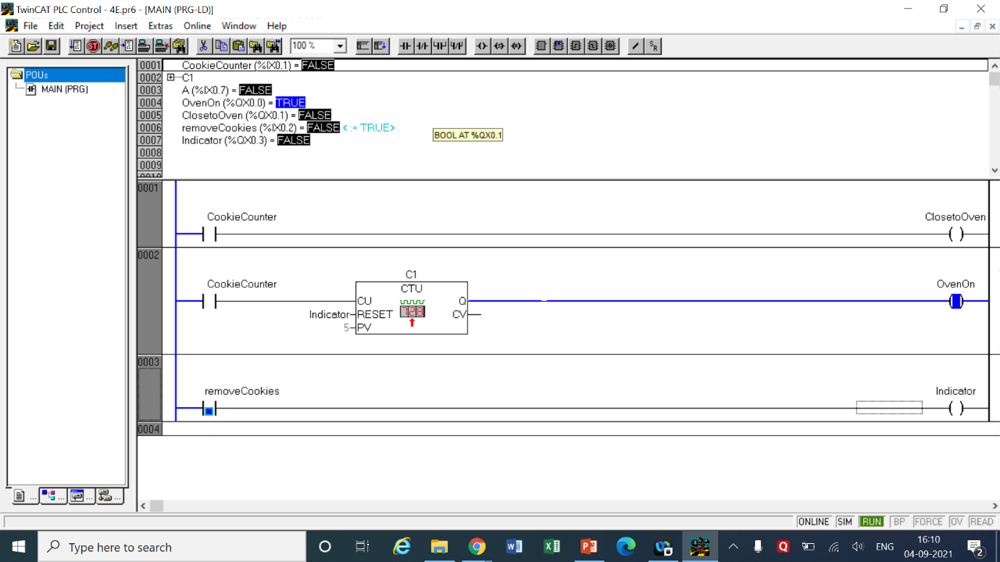 TwinCAT PLC Control - 4E.pr6 - [MAIN (PRG-LD)]
File Edit Project Insert Extras Online Window Help
100 %
POUs
MAIN (PRG)
0001 CookieCounter (%IX0.1) = FALSE
0002 C1
0003 A (%IX0.7) = FALSE
0004 OvenOn (%QX0.0) = TRUE
0005 ClosetoOven (%QX0.1) = FALSE
0006 removeCookies (%IX0.2) = FALSE < := TRUE>
BOOL AT %QX0.1
0007 Indicator (%QX0.3) = FALSE
0008
0009
0010
0001
CookieCounter ClosetoOven
0002
C1
CookieCounter CTU OvenOn
CU Q
Indicator RESET 728 CV
5 PV
0003
removeCookies Indicator
0004
ONLINE SIM RUN BP FORCE OV READ
Type here to search
ENG
16:10
04-09-2021
2